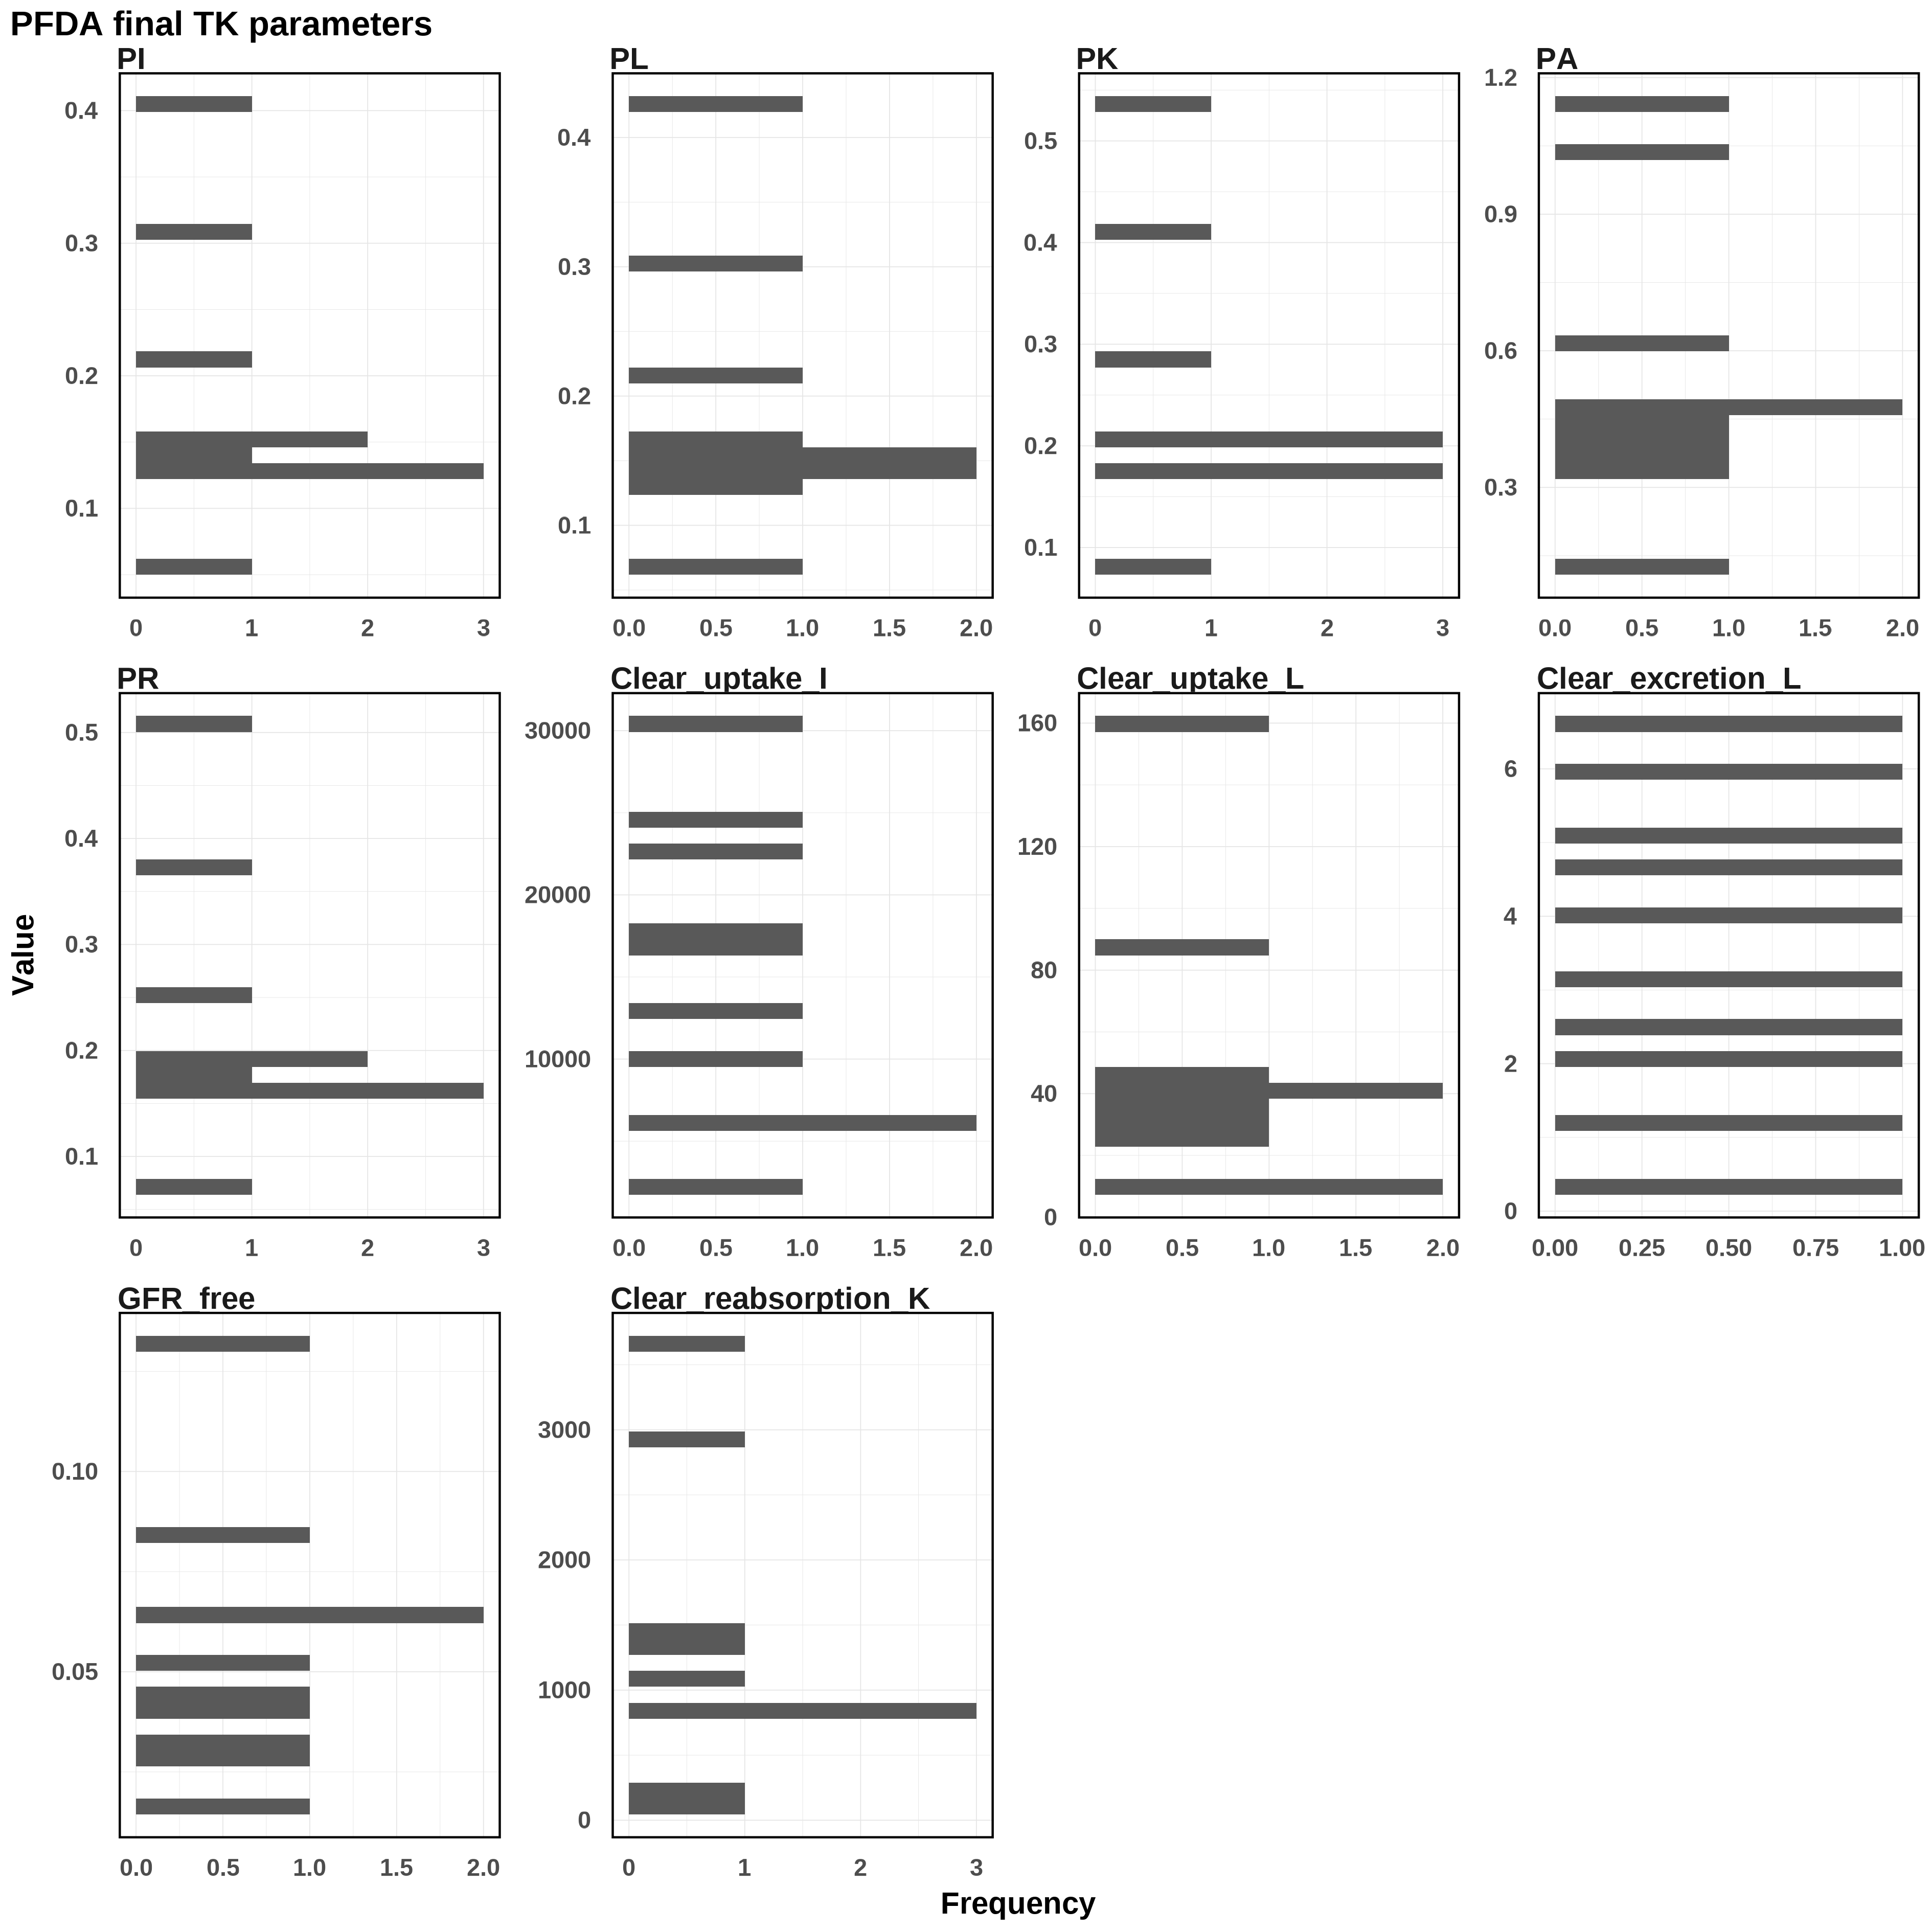 PFDA final TK parameters
PI PL PK PA
0.4
0.3
0.2
0.1
0 1 2 3
0.4
0.3
0.2
0.1
0.0 0.5 1.0 1.5 2.0
0.5
0.4
0.3
0.2
0.1
0 1 2 3
1.2
0.9
0.6
0.3
0.0 0.5 1.0 1.5 2.0
PR Clear_uptake_I Clear_uptake_L Clear_excretion_L
Value
0.5
0.4
0.3
0.2
0.1
0 1 2 3
30000
20000
10000
0.0 0.5 1.0 1.5 2.0
160
120
80
40
0
0.0 0.5 1.0 1.5 2.0
6
4
2
0
0.00 0.25 0.50 0.75 1.00
GFR_free Clear_reabsorption_K
0.10
0.05
0.0 0.5 1.0 1.5 2.0
3000
2000
1000
0
0 1 2 3
Frequency